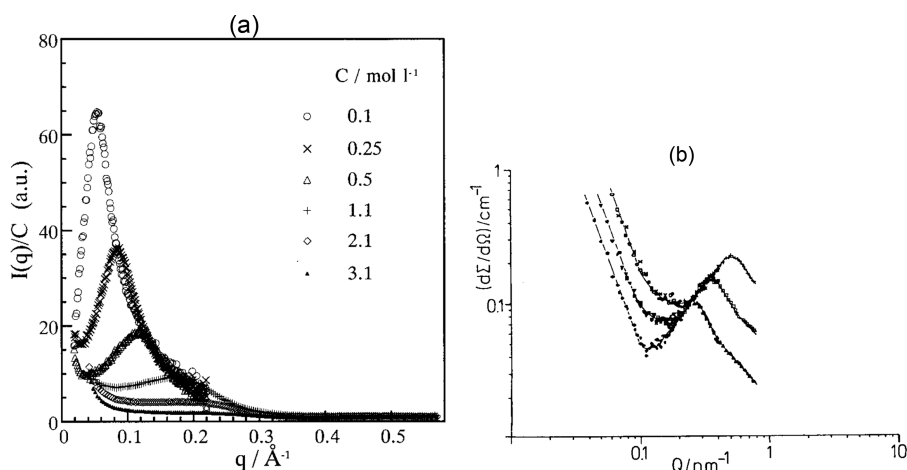 (a)
80
60
40
20
0
I(q)/C (a.u.)
C / mol l⁻¹
0.1
0.25
0.5
1.1
2.1
3.1
0 0.1 0.2 0.3 0.4 0.5
q / Å⁻¹
(b)
1
0.1
(dΣ/dΩ)/cm⁻¹
0.1 1 10
Q/nm⁻¹